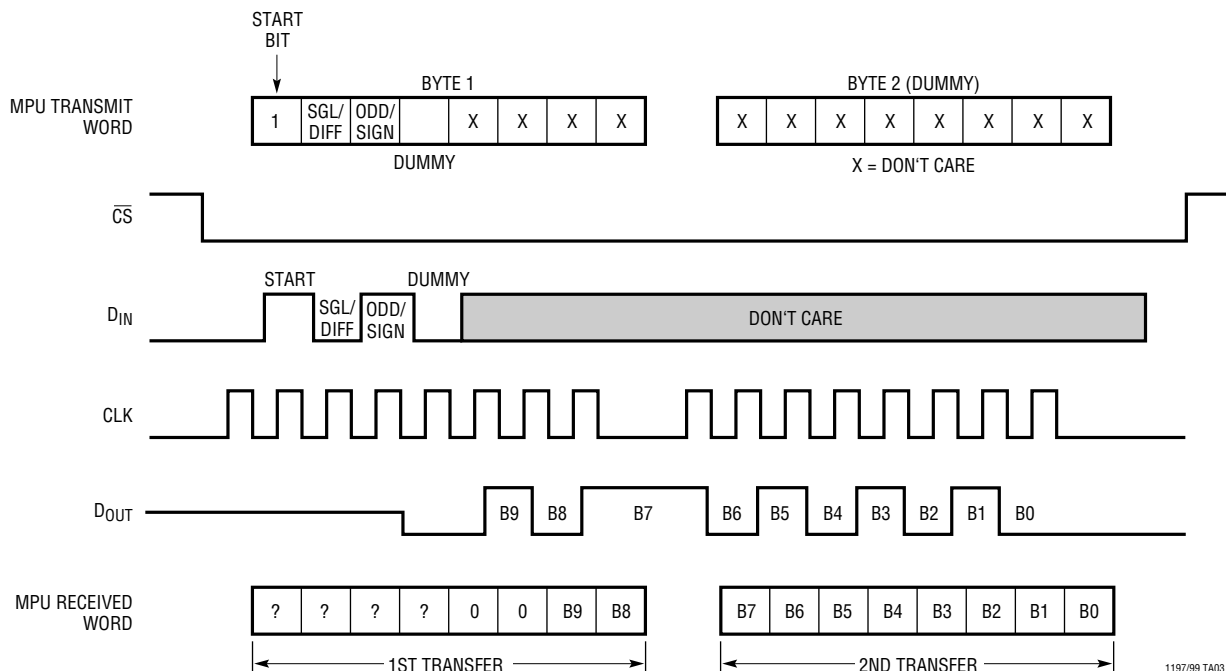 START
BIT
BYTE 1
BYTE 2 (DUMMY)
MPU TRANSMIT
WORD
1 SGL/
DIFF ODD/
SIGN X X X X
X X X X X X X X
DUMMY
X = DON'T CARE
CS
START
DUMMY
DIN
SGL/
DIFF
ODD/
SIGN
DON'T CARE
CLK
DOUT
B9 B8 B7 B6 B5 B4 B3 B2 B1 B0
MPU RECEIVED
WORD
? ? ? ? 0 0 B9 B8
B7 B6 B5 B4 B3 B2 B1 B0
1ST TRANSFER
2ND TRANSFER
1197/99 TA03